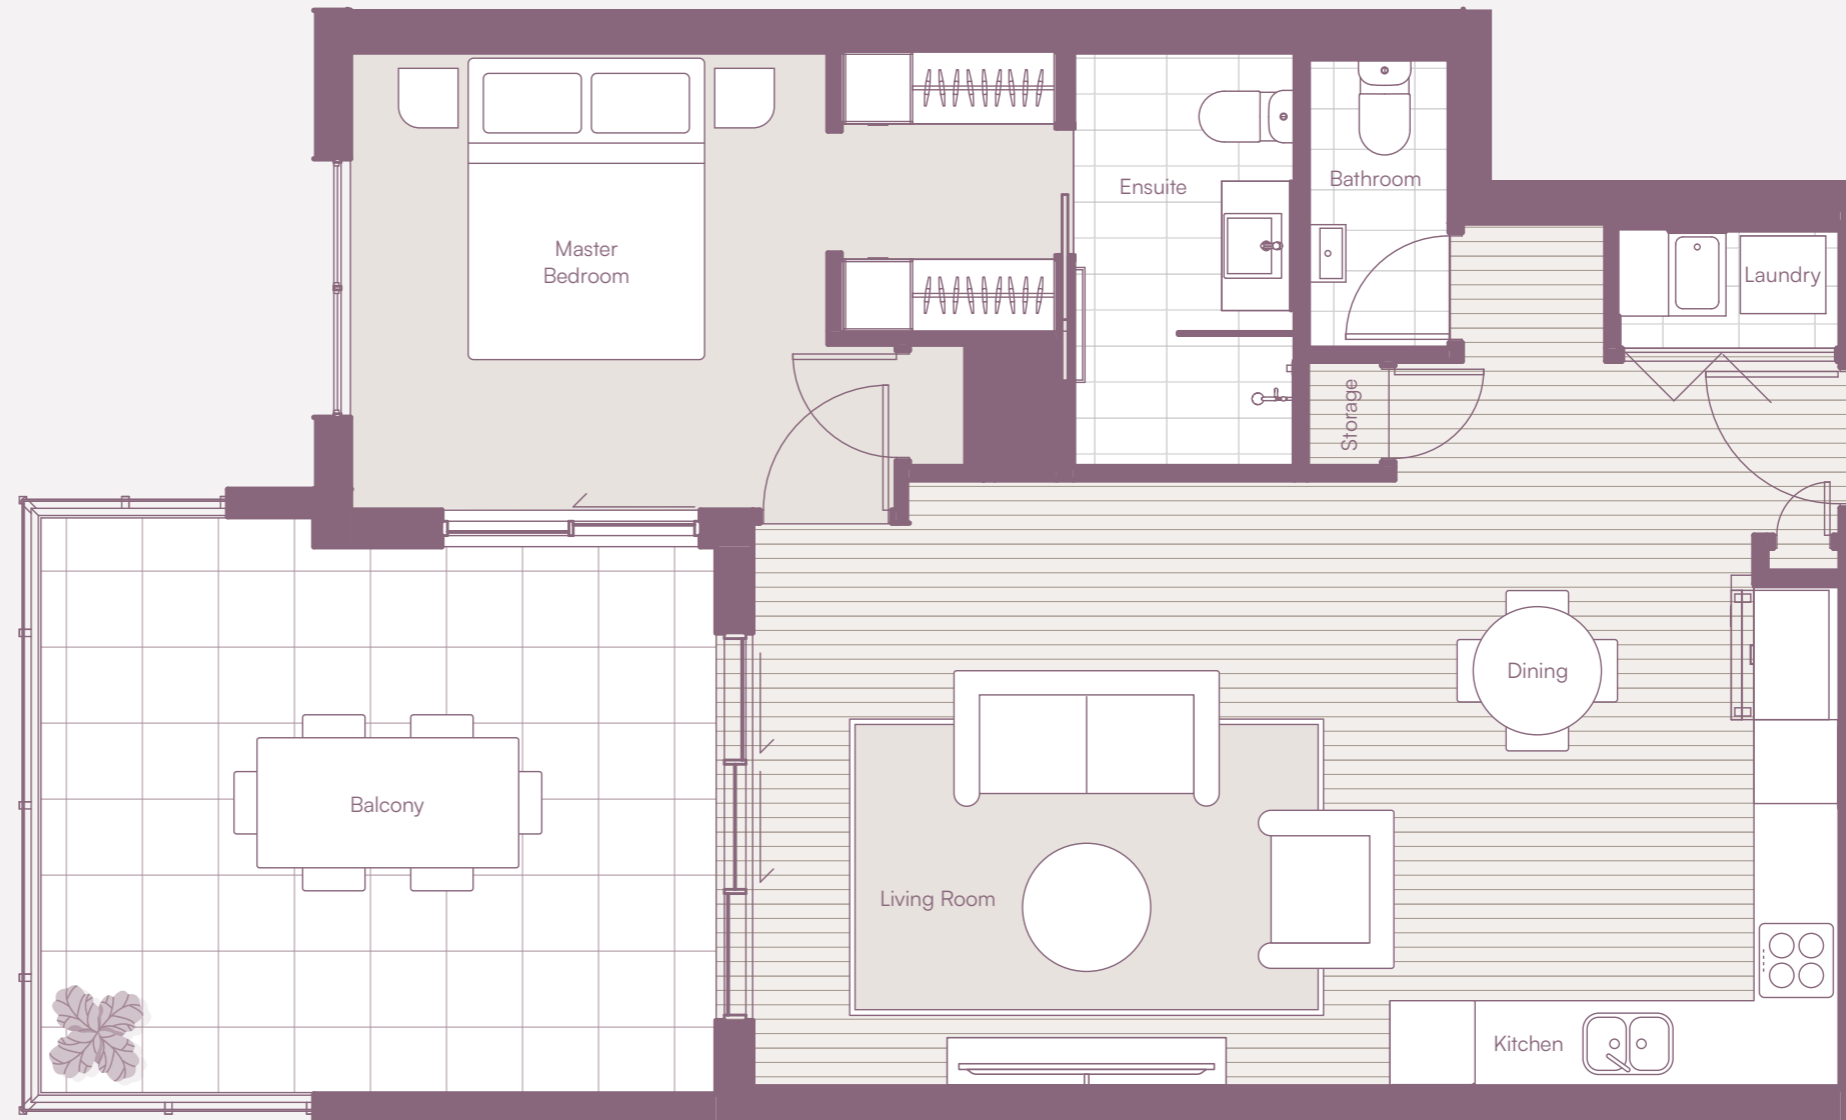 Master
Bedroom
Ensuite
Bathroom
Laundry
Storage
Dining
Balcony
Living Room
Kitchen